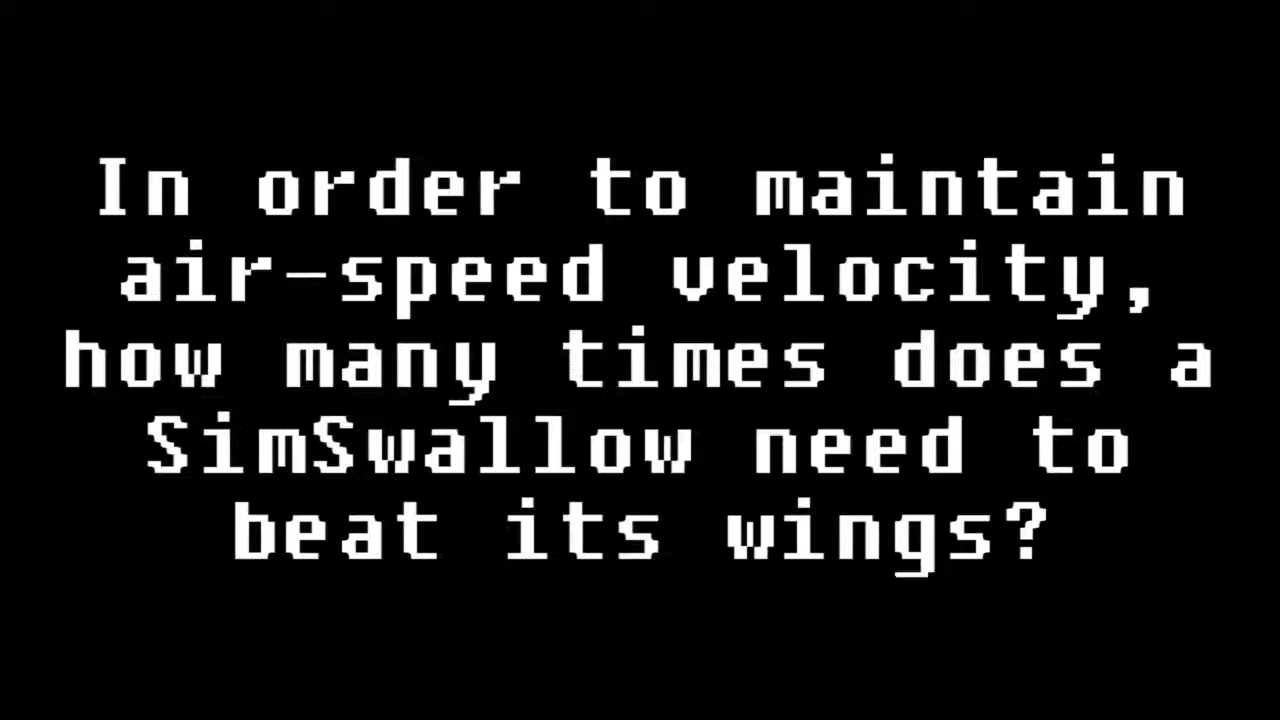 In order to maintain
air-speed velocity,
how many times does a
SimSwallow need to
beat its wings?